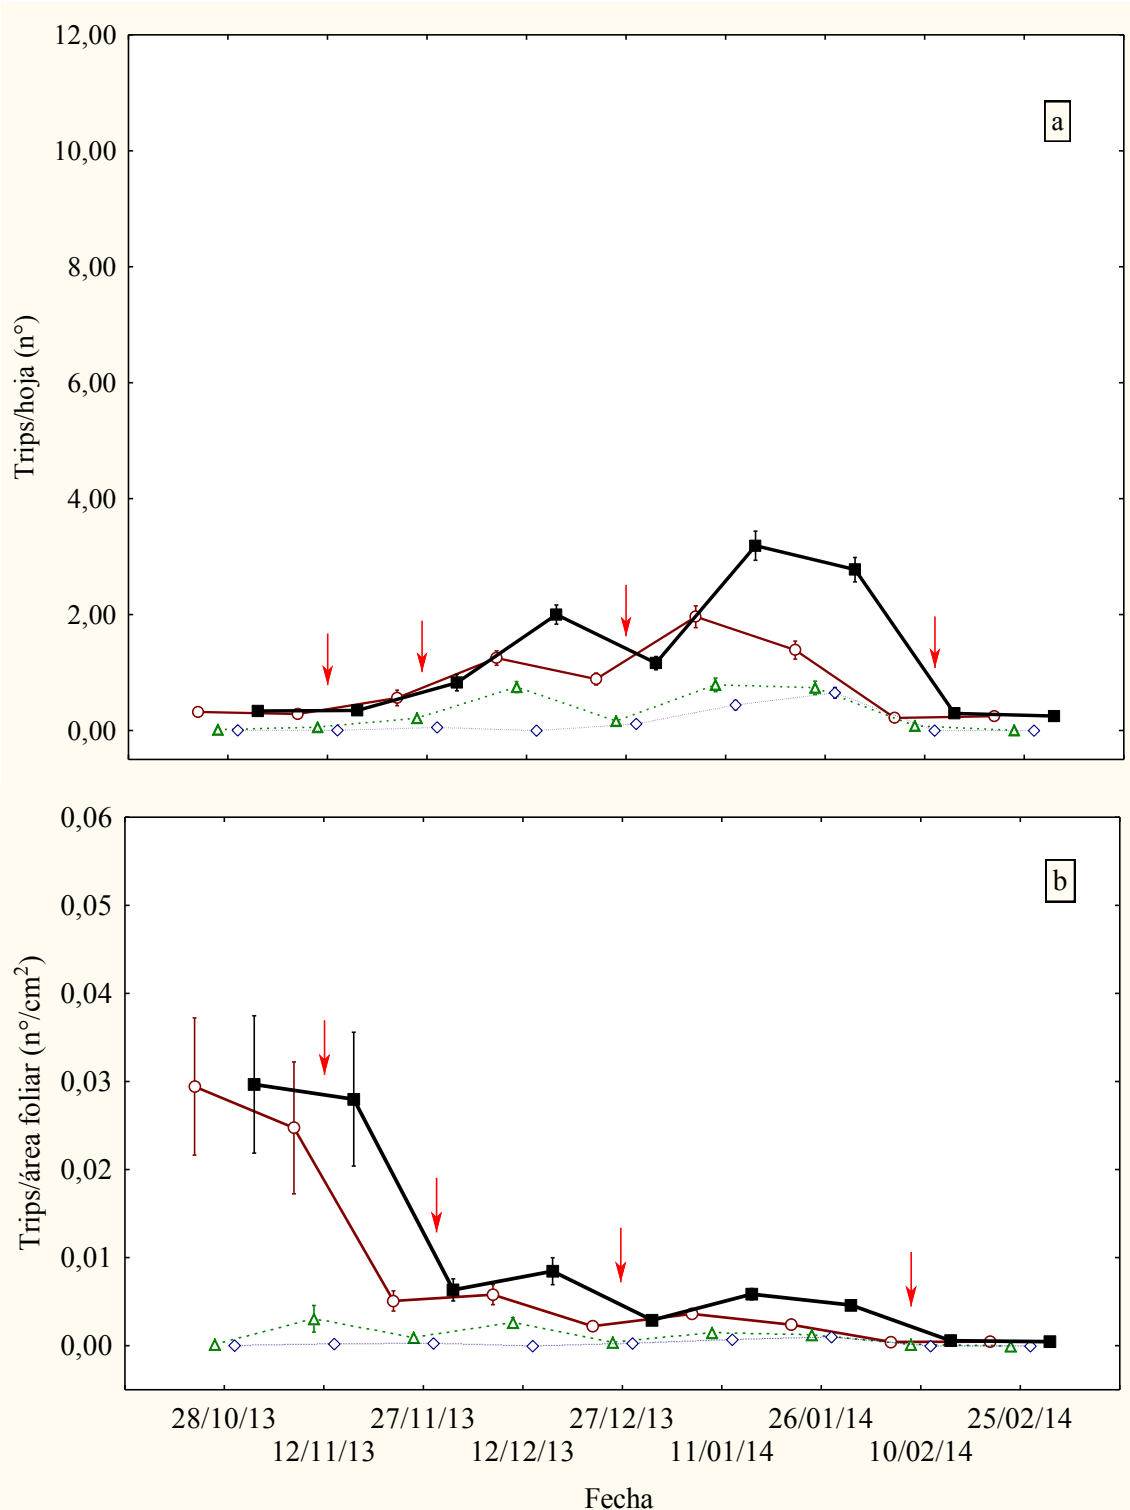 12,00
10,00
8,00
6,00
4,00
2,00
0,00
Trips/hoja (n°)
a
0,06
0,05
0,04
0,03
0,02
0,01
0,00
Trips/área foliar (n°/cm²)
b
28/10/13 27/11/13 27/12/13 26/01/14 25/02/14
12/11/13 12/12/13 11/01/14 10/02/14
Fecha